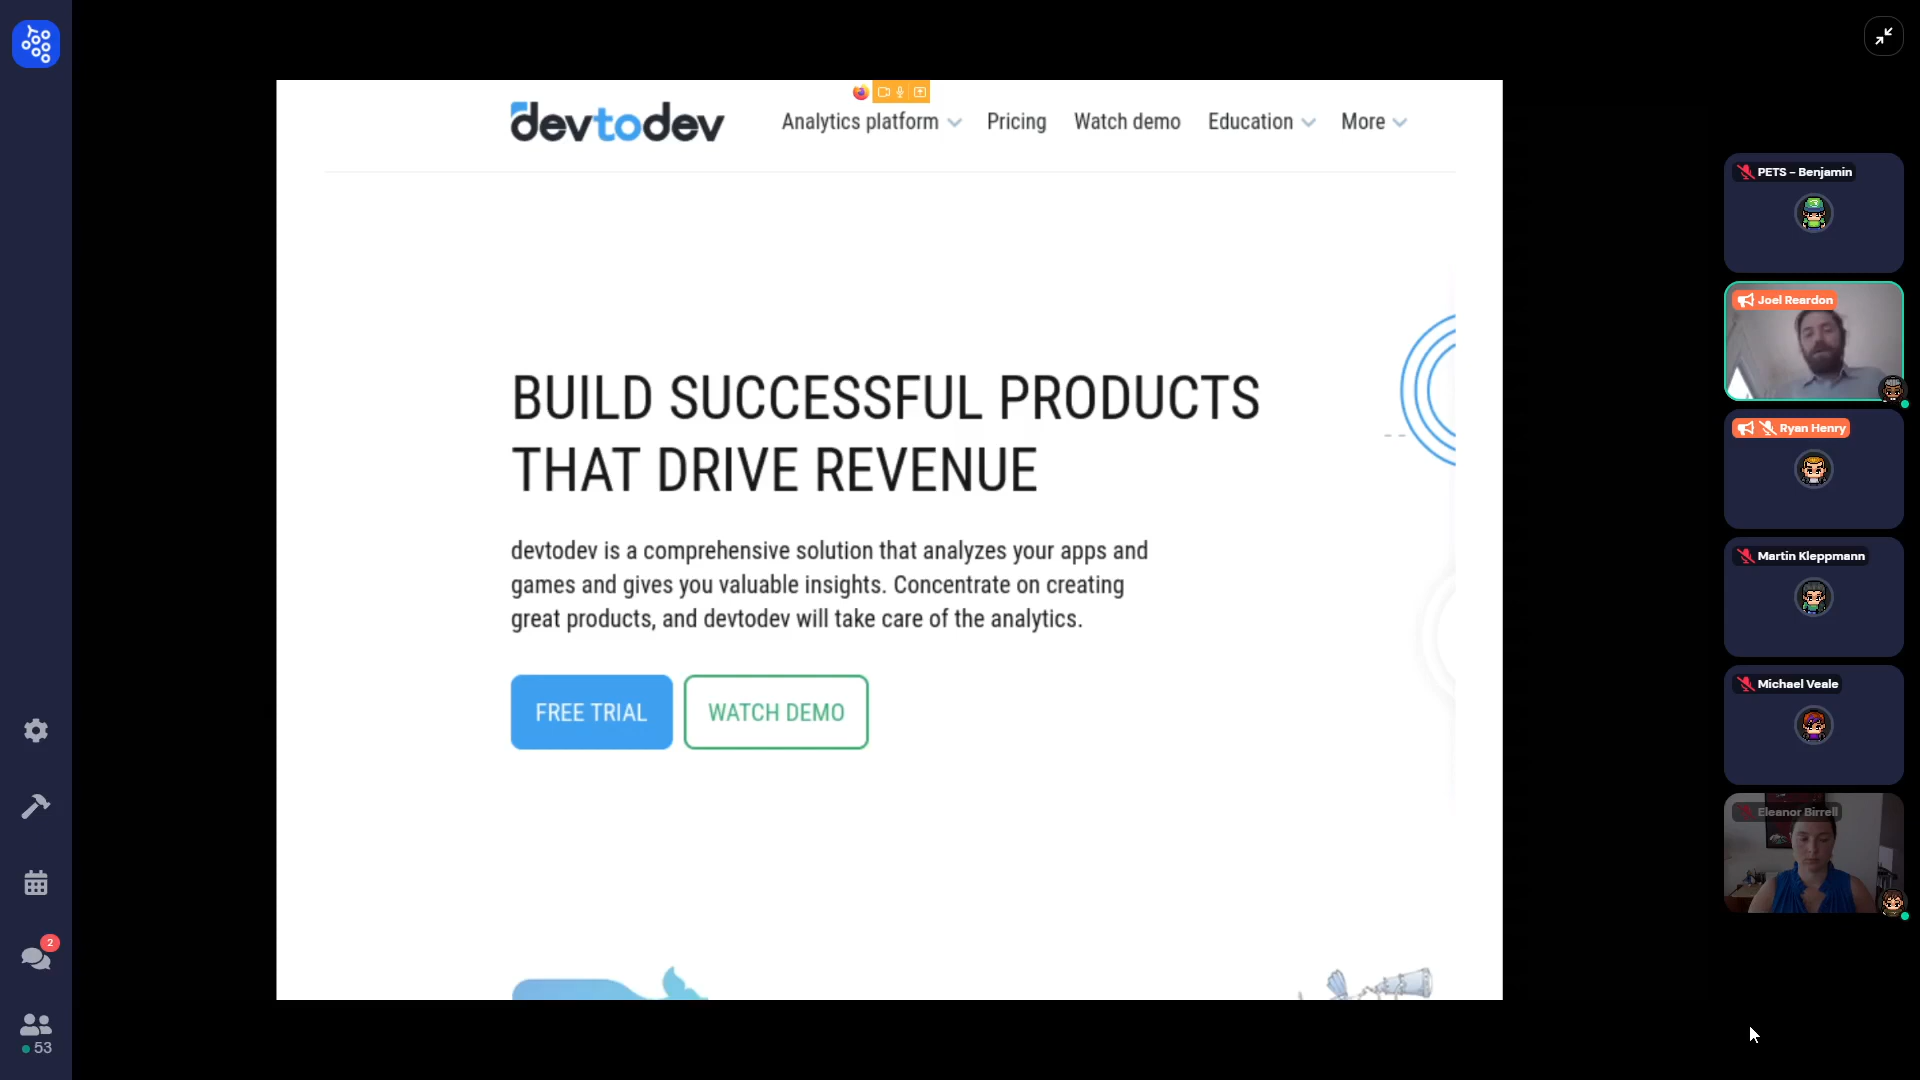 devtodev
Analytics platform
Pricing
Watch demo
Education
More
BUILD SUCCESSFUL PRODUCTS
THAT DRIVE REVENUE
devtodev is a comprehensive solution that analyzes your apps and
games and gives you valuable insights. Concentrate on creating
great products, and devtodev will take care of the analytics.
FREE TRIAL
WATCH DEMO
PETS - Benjamin
Joel Reardon
Ryan Henry
Martin Kleppmann
Michael Veale
Eleanor Birrell
2
53